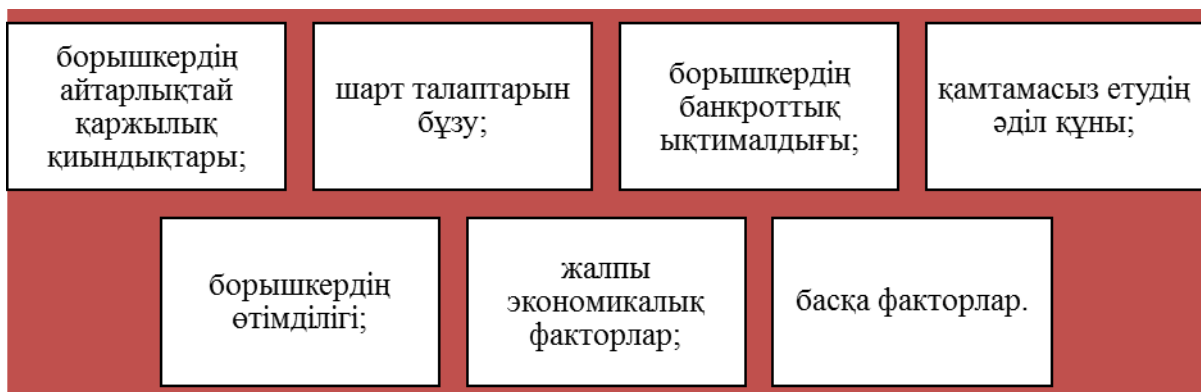 борышкердің
айтарлықтай
қаржылық
қиындықтары;
шарт талаптарын
бұзу;
борышкердің
банкроттық
ықтималдығы;
қамтамасыз етудің
әділ құны;
борышкердің
өтімділігі;
жалпы
экономикалық
факторлар;
басқа факторлар.